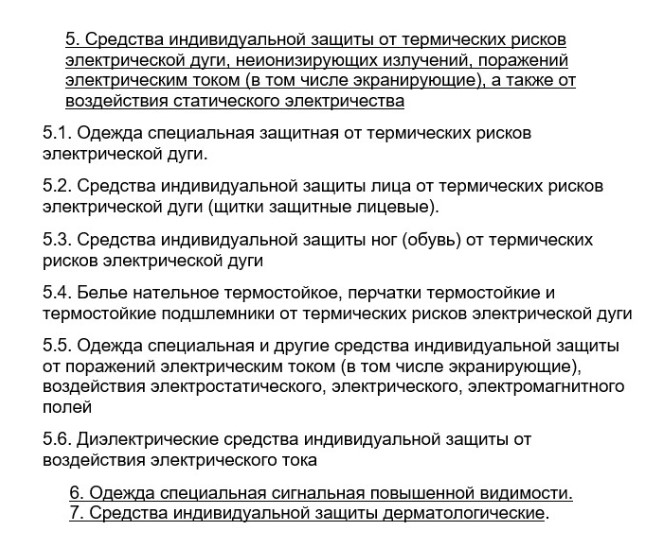 5. Средства индивидуальной защиты от термических рисков
электрической дуги, неионизирующих излучений, поражений
электрическим током (в том числе экранирующие), а также от
воздействия статического электричества
5.1. Одежда специальная защитная от термических рисков
электрической дуги.
5.2. Средства индивидуальной защиты лица от термических рисков
электрической дуги (щитки защитные лицевые).
5.3. Средства индивидуальной защиты ног (обувь) от термических
рисков электрической дуги
5.4. Белье нательное термостойкое, перчатки термостойкие и
термостойкие подшлемники от термических рисков электрической дуги
5.5. Одежда специальная и другие средства индивидуальной защиты
от поражений электрическим током (в том числе экранирующие),
воздействия электростатического, электрического, электромагнитного
полей
5.6. Диэлектрические средства индивидуальной защиты от
воздействия электрического тока
6. Одежда специальная сигнальная повышенной видимости.
7. Средства индивидуальной защиты дерматологические.